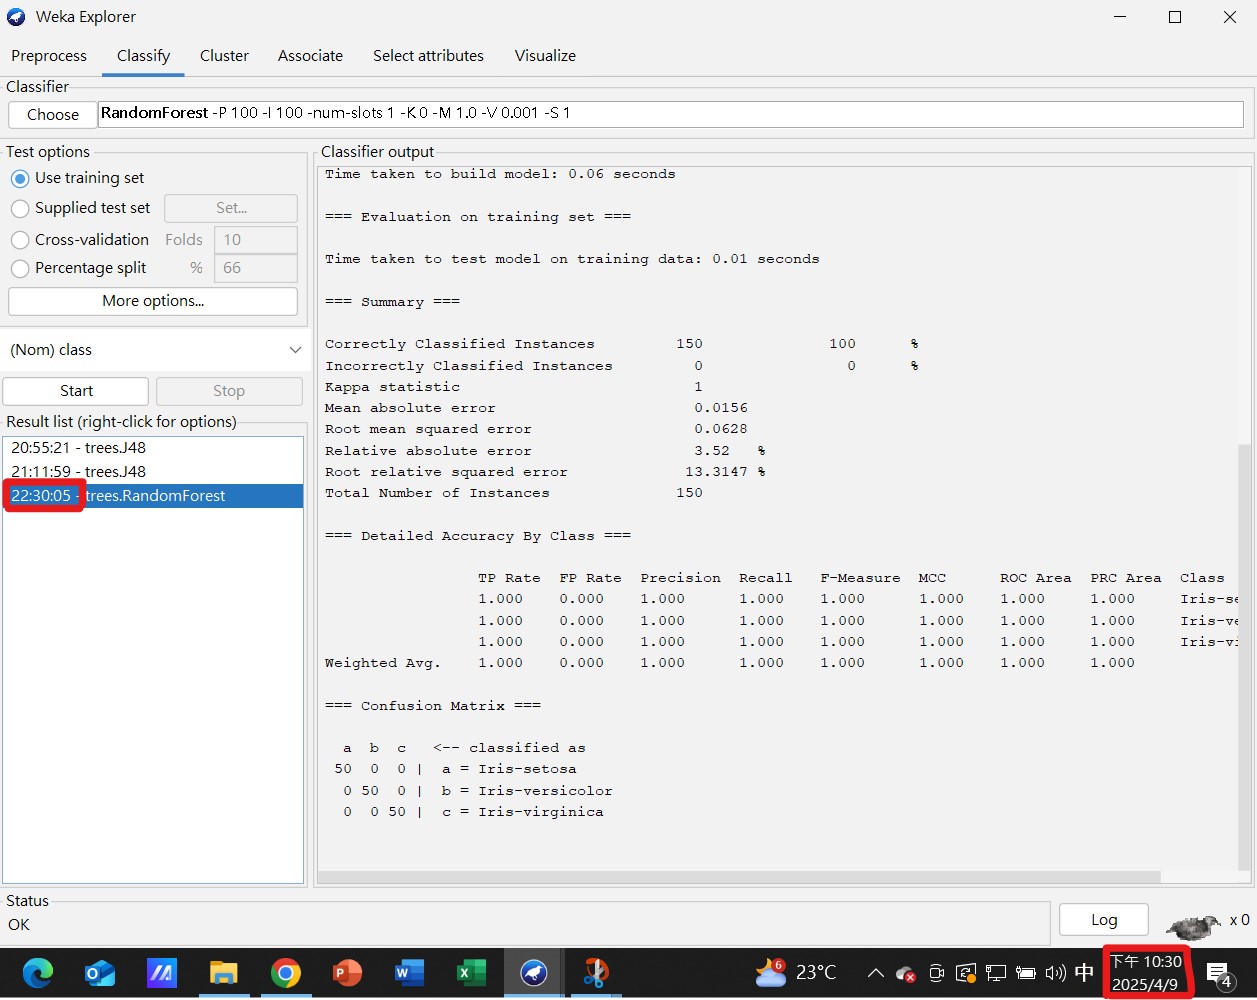 Weka Explorer
Preprocess Classify Cluster Associate Select attributes Visualize
Classifier
Choose RandomForest -P 100 -I 100 -num-slots 1 -K 0 -M 1.0 -V 0.001 -S 1
Test options
Use training set
Supplied test set Set...
Cross-validation Folds 10
Percentage split % 66
More options...
(Nom) class
Start Stop
Result list (right-click for options)
20:55:21 - trees.J48
21:11:59 - trees.J48
22:30:05 - trees.RandomForest
Classifier output
Time taken to build model: 0.06 seconds
=== Evaluation on training set ===
Time taken to test model on training data: 0.01 seconds
=== Summary ===
Correctly Classified Instances 150 100 %
Incorrectly Classified Instances 0 0 %
Kappa statistic 1
Mean absolute error 0.0156
Root mean squared error 0.0628
Relative absolute error 3.52 %
Root relative squared error 13.3147 %
Total Number of Instances 150
=== Detailed Accuracy By Class ===
TP Rate FP Rate Precision Recall F-Measure MCC ROC Area PRC Area Class
1.000 0.000 1.000 1.000 1.000 1.000 1.000 1.000 Iris-se
1.000 0.000 1.000 1.000 1.000 1.000 1.000 1.000 Iris-ve
1.000 0.000 1.000 1.000 1.000 1.000 1.000 1.000 Iris-vi
Weighted Avg. 1.000 0.000 1.000 1.000 1.000 1.000 1.000 1.000
=== Confusion Matrix ===
a b c <-- classified as
50 0 0 | a = Iris-setosa
0 50 0 | b = Iris-versicolor
0 0 50 | c = Iris-virginica
Status
OK
Log x 0
6 23°C 中 下午 10:30
2025/4/9 4